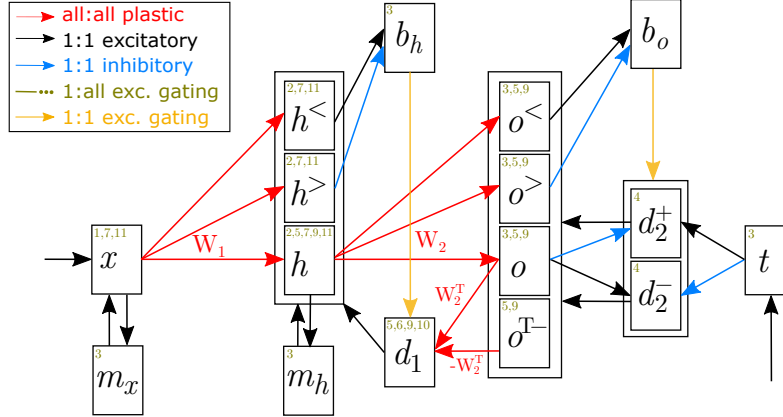 all:all plastic
1:1 excitatory
1:1 inhibitory
1:all exc. gating
1:1 exc. gating
3
b_h
3
b_o
2,7,11
h^<
3,5,9
o^<
2,7,11
h^>
3,5,9
o^>
1,7,11
x
W_1
2,5,7,9,11
h
W_2
3,5,9
o
4
d_2^+
3
t
4
d_2^-
W_2^T
5,9
o^{T-}
-W_2^T
3
m_x
3
m_h
5,6,9,10
d_1